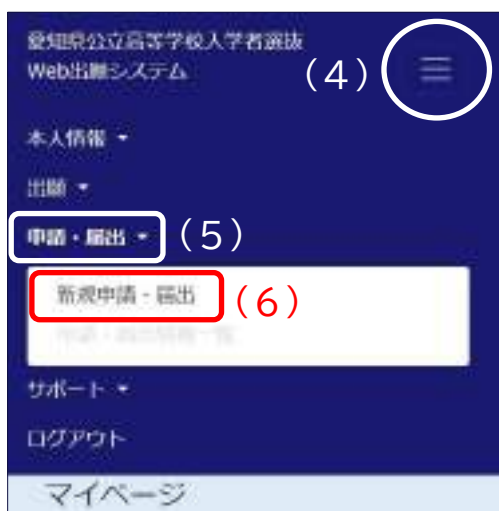 愛知県公立高等学校入学者選抜
Web出願システム
(4)
本人情報
出願
申請・届出
(5)
新規申請・届出
(6)
サポート
ログアウト
マイページ